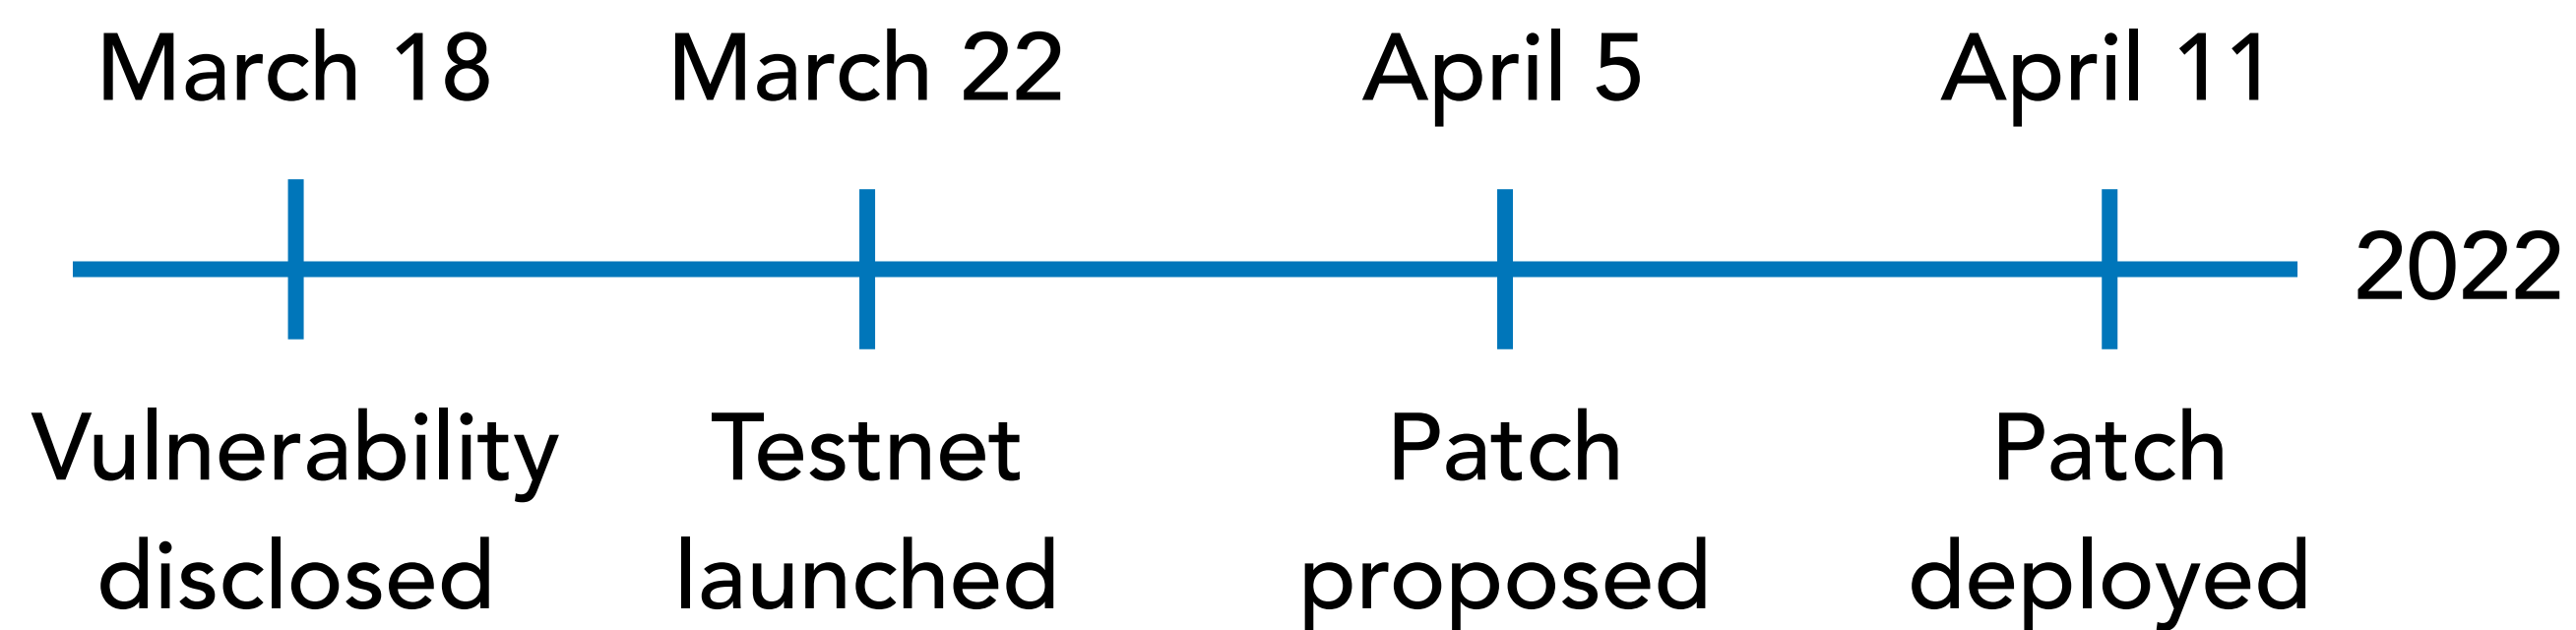 March 18 March 22 April 5 April 11
2022
Vulnerability Testnet Patch Patch
disclosed launched proposed deployed